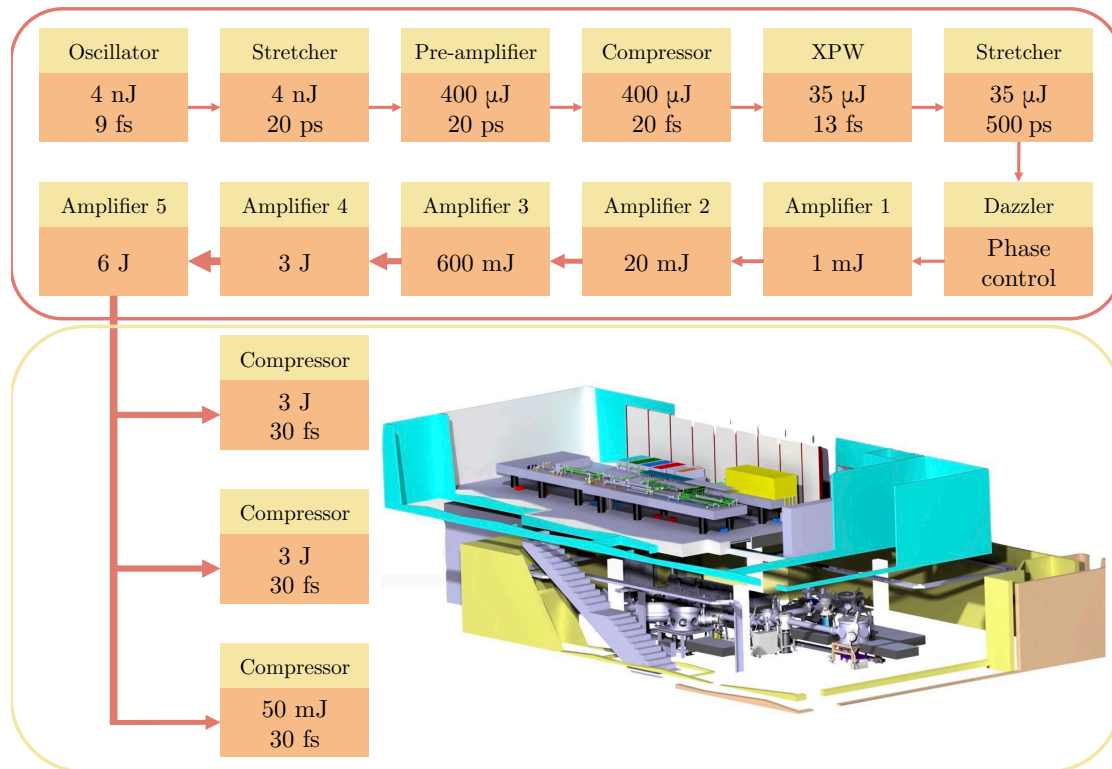 Oscillator
4 nJ
9 fs
Stretcher
4 nJ
20 ps
Pre-amplifier
400 µJ
20 ps
Compressor
400 µJ
20 fs
XPW
35 µJ
13 fs
Stretcher
35 µJ
500 ps
Amplifier 5
6 J
Amplifier 4
3 J
Amplifier 3
600 mJ
Amplifier 2
20 mJ
Amplifier 1
1 mJ
Dazzler
Phase
control
Compressor
3 J
30 fs
Compressor
3 J
30 fs
Compressor
50 mJ
30 fs